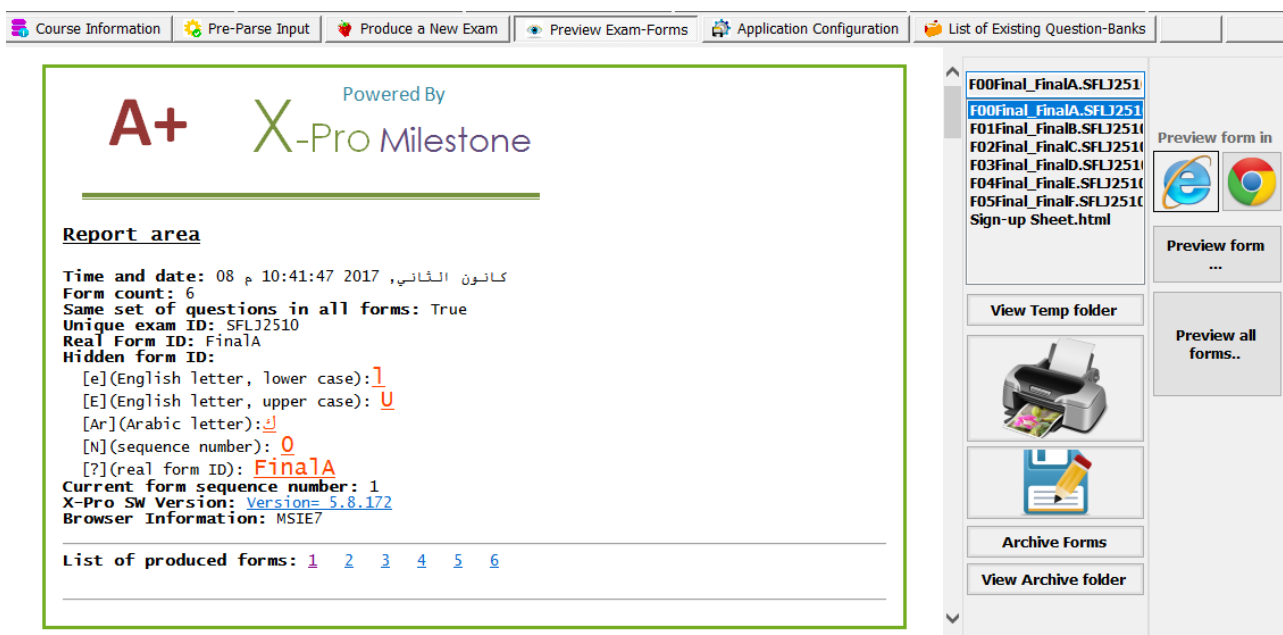 Course Information Pre-Parse Input Produce a New Exam Preview Exam-Forms Application Configuration List of Existing Question-Banks
A+
Powered By
X-Pro Milestone
Report area
Time and date: 08 كانون الثاني, 2017 10:41:47 م
Form count: 6
Same set of questions in all forms: True
Unique exam ID: SFLJ2510
Real Form ID: FinalA
Hidden form ID:
[e](English letter, lower case):l
[E](English letter, upper case): U
[Ar](Arabic letter):ك
[N](sequence number): 0
[?](real form ID): FinalA
Current form sequence number: 1
X-Pro SW Version: Version= 5.8.172
Browser Information: MSIE7
List of produced forms: 1 2 3 4 5 6
F00Final_FinalA.SFLJ251
F00Final_FinalA.SFLJ251
F01Final_FinalB.SFLJ251
F02Final_FinalC.SFLJ251
F03Final_FinalD.SFLJ251
F04Final_FinalE.SFLJ251
F05Final_FinalF.SFLJ251
Sign-up Sheet.html
View Temp folder
Archive Forms
View Archive folder
Preview form in
Preview form
...
Preview all
forms..